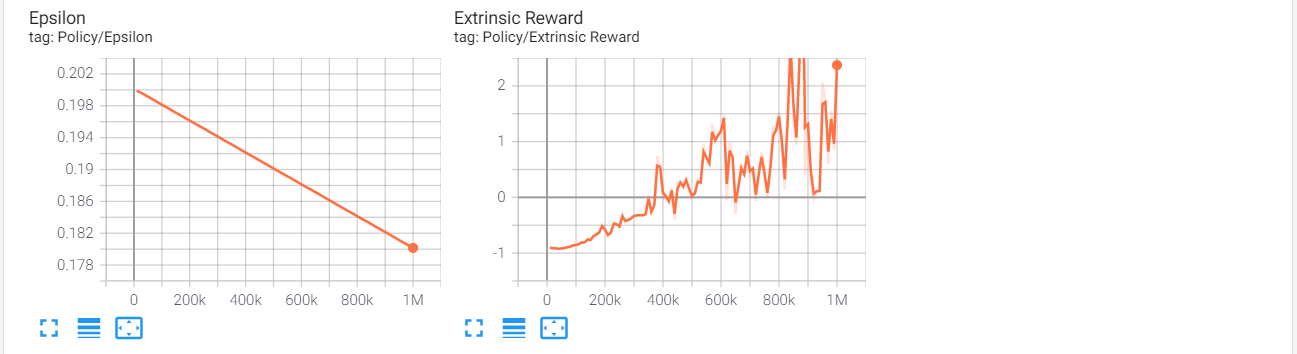 Epsilon
tag: Policy/Epsilon
0.202
0.198
0.194
0.19
0.186
0.182
0.178
0 200k 400k 600k 800k 1M
Extrinsic Reward
tag: Policy/Extrinsic Reward
2
1
0
-1
0 200k 400k 600k 800k 1M